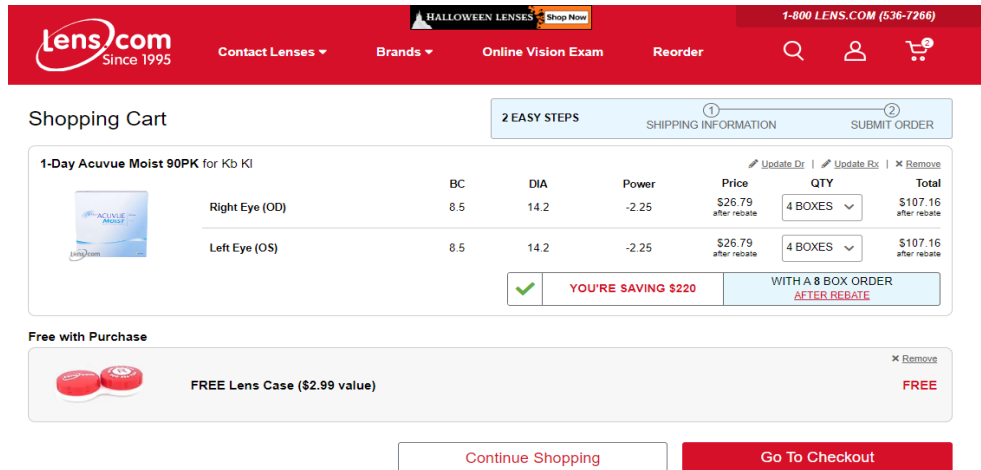 HALLOWEEN LENSES Shop Now
1-800 LENS.COM (536-7266)
Lens.com
Since 1995
Contact Lenses
Brands
Online Vision Exam
Reorder
2
Shopping Cart
2 EASY STEPS
1
SHIPPING INFORMATION
2
SUBMIT ORDER
1-Day Acuvue Moist 90PK for Kb Kl
Update Dr | Update Rx | × Remove
BC DIA Power Price QTY Total
Right Eye (OD) 8.5 14.2 -2.25 $26.79 4 BOXES $107.16
after rebate after rebate
Left Eye (OS) 8.5 14.2 -2.25 $26.79 4 BOXES $107.16
after rebate after rebate
ACUVUE
MOIST
Lens.com
YOU'RE SAVING $220
WITH A 8 BOX ORDER
AFTER REBATE
Free with Purchase
× Remove
FREE Lens Case ($2.99 value)
FREE
Continue Shopping
Go To Checkout